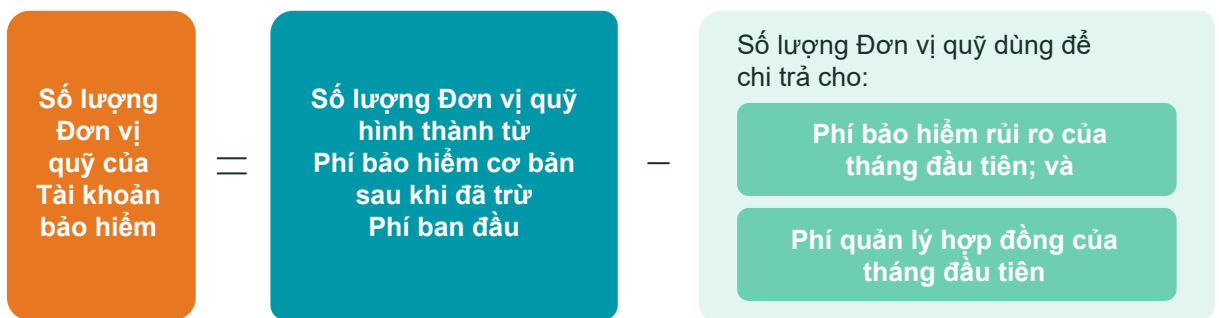 Số lượng
Đơn vị
quỹ của
Tài khoản
bảo hiểm
=
Số lượng Đơn vị quỹ
hình thành từ
Phí bảo hiểm cơ bản
sau khi đã trừ
Phí ban đầu
–
Số lượng Đơn vị quỹ dùng để
chi trả cho:
Phí bảo hiểm rủi ro của
tháng đầu tiên; và
Phí quản lý hợp đồng của
tháng đầu tiên